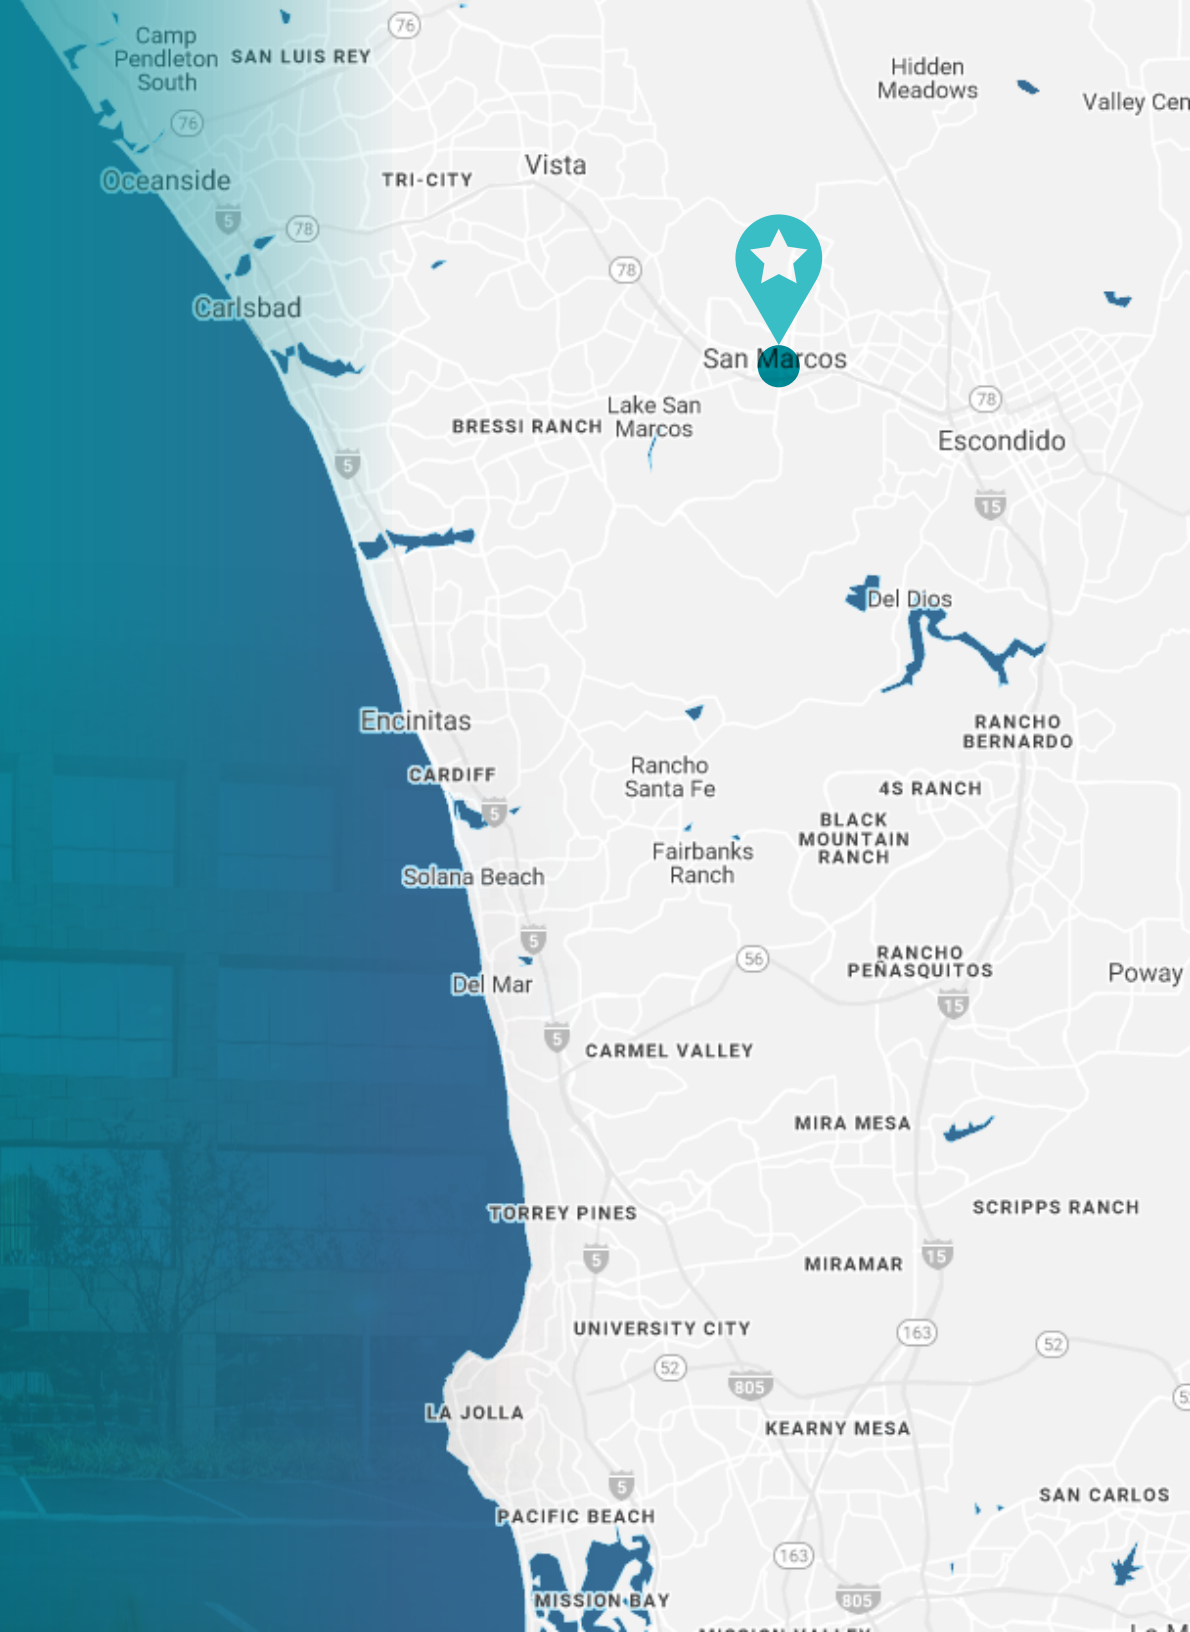 76
Camp
Pendleton
South
SAN LUIS REY
Hidden
Meadows
Valley Cen
76
Oceanside
TRI-CITY
Vista
5
78
78
Carlsbad
San Marcos
78
Lake San
Marcos
BRESSI RANCH
Escondido
5
15
Del Dios
Encinitas
RANCHO
BERNARDO
CARDIFF
Rancho
Santa Fe
4S RANCH
5
BLACK
MOUNTAIN
RANCH
Fairbanks
Ranch
Solana Beach
5
56
RANCHO
PEÑASQUITOS
Poway
Del Mar
15
5
CARMEL VALLEY
MIRA MESA
TORREY PINES
SCRIPPS RANCH
5
15
MIRAMAR
UNIVERSITY CITY
163
52
52
805
5
LA JOLLA
KEARNY MESA
5
SAN CARLOS
PACIFIC BEACH
163
MISSION BAY
805
MISSION VALLEY
La M